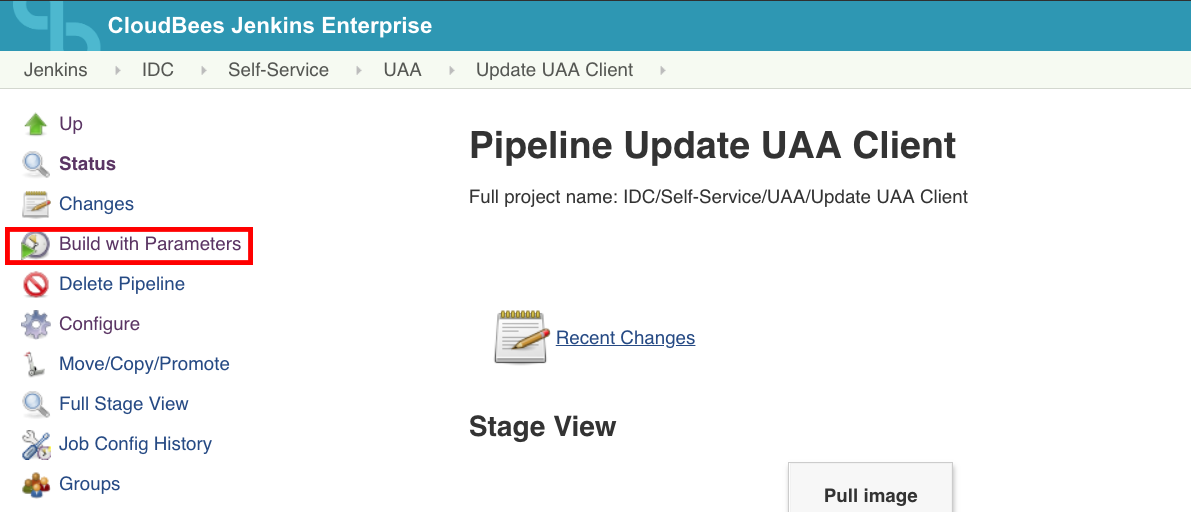 CloudBees Jenkins Enterprise
Jenkins IDC Self-Service UAA Update UAA Client
Up
Status
Changes
Build with Parameters
Delete Pipeline
Configure
Move/Copy/Promote
Full Stage View
Job Config History
Groups
Pipeline Update UAA Client
Full project name: IDC/Self-Service/UAA/Update UAA Client
Recent Changes
Stage View
Pull image